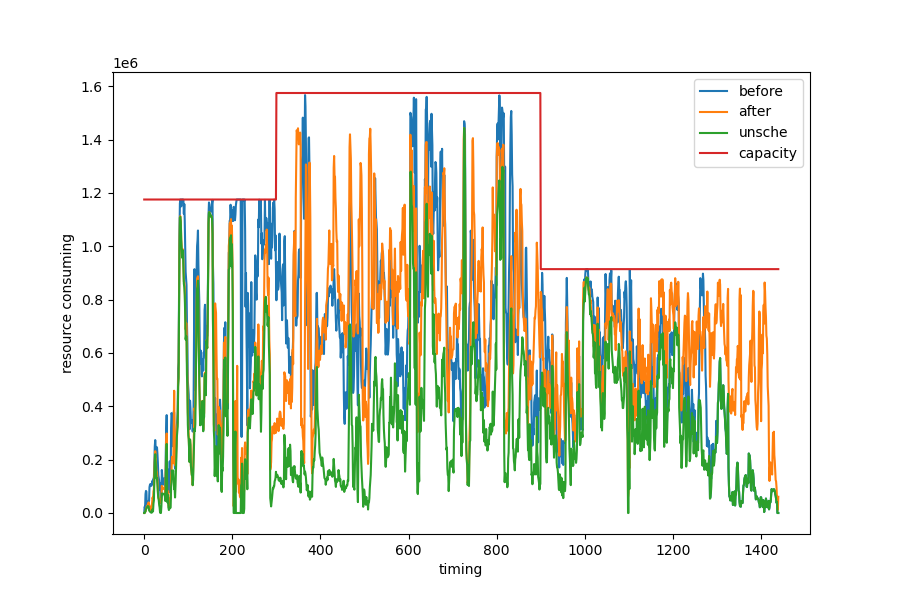 1e6
1.6
1.4
1.2
1.0
0.8
0.6
0.4
0.2
0.0
resource consuming
0 200 400 600 800 1000 1200 1400
timing
before
after
unsche
capacity